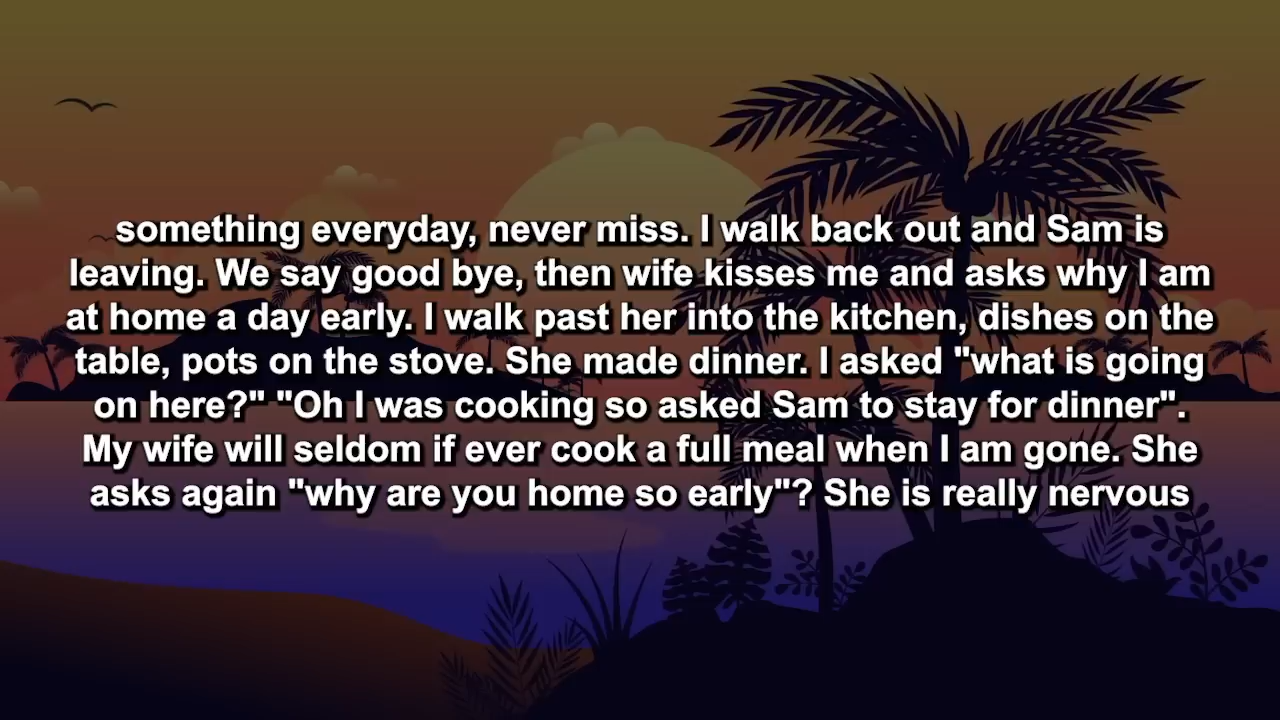 something everyday, never miss. I walk back out and Sam is
leaving. We say good bye, then wife kisses me and asks why I am
at home a day early. I walk past her into the kitchen, dishes on the
table, pots on the stove. She made dinner. I asked "what is going
on here?" "Oh I was cooking so asked Sam to stay for dinner".
My wife will seldom if ever cook a full meal when I am gone. She
asks again "why are you home so early"? She is really nervous